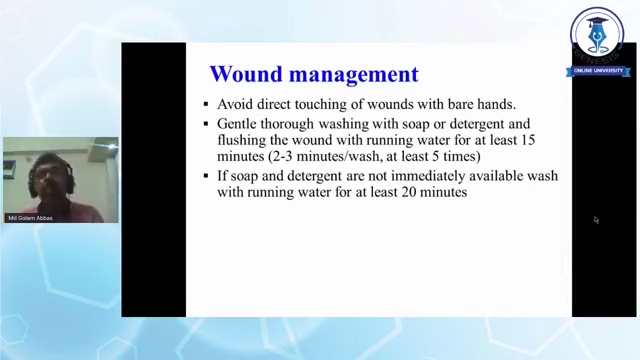 Wound management
▪ Avoid direct touching of wounds with bare hands.
▪ Gentle thorough washing with soap or detergent and
flushing the wound with running water for at least 15
minutes (2-3 minutes/wash, at least 5 times)
▪ If soap and detergent are not immediately available wash
with running water for at least 20 minutes
GENESIS
ONLINE UNIVERSITY
Md Golam Abbas